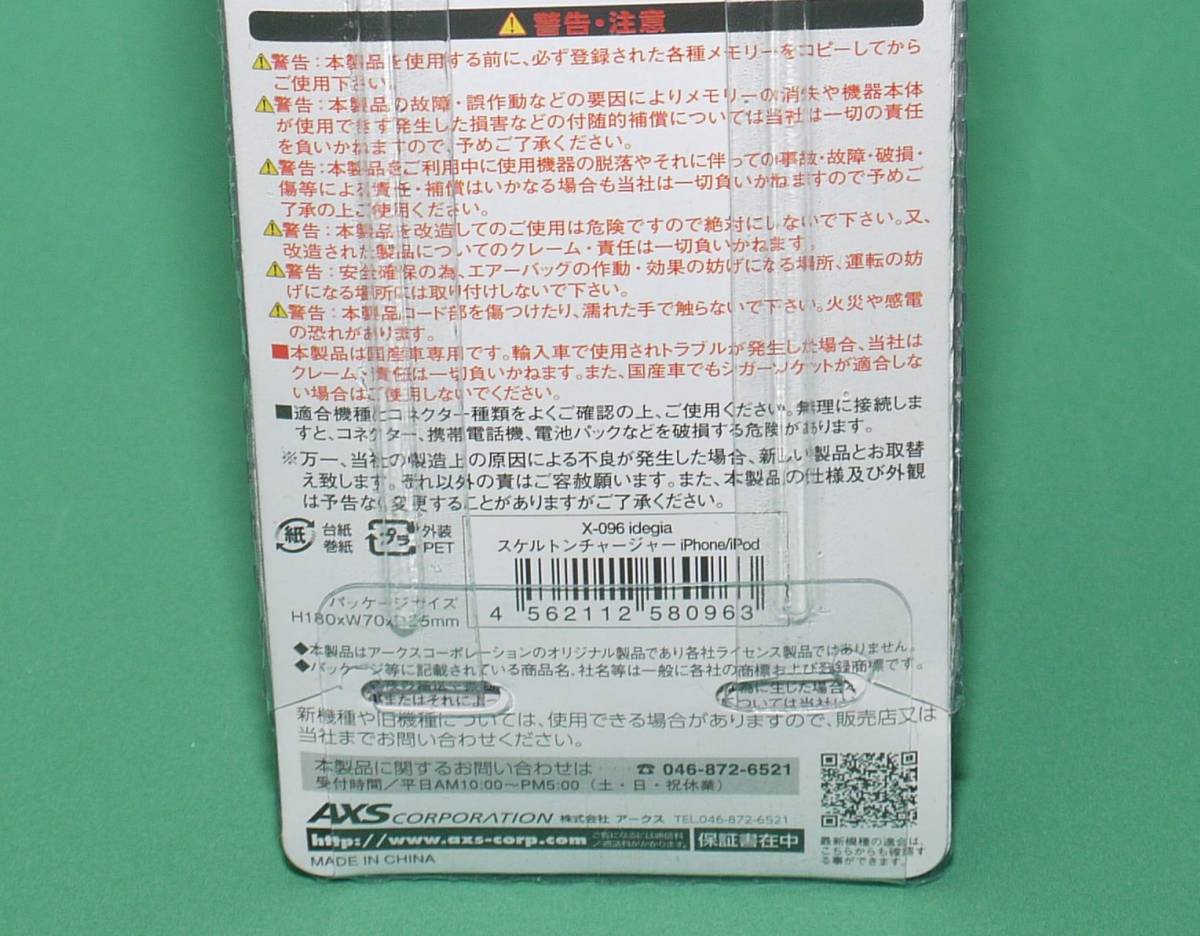 警告・注意
警告：本製品を使用する前に、必ず登録された各種メモリーをコピーしてから
ご使用下さい。
警告：本製品の故障・誤作動などの要因によりメモリーの消失や機器本体
が使用できず発生した損害などの付随的補償については当社は一切の責任
を負いかねますので、予めご了承ください。
警告：本製品をご利用中に使用機器の脱落やそれに伴っての事故・故障・破損・
傷等による責任・補償はいかなる場合も当社は一切負いかねますので予めご
了承の上ご使用ください。
警告：本製品を改造してのご使用は危険ですので絶対にしないで下さい。又、
改造された製品についてのクレーム・責任は一切負いかねます。
警告：安全確保の為、エアーバッグの作動・効果の妨げになる場所、運転の妨
げになる場所には取り付けしないで下さい。
警告：本製品コード部を傷つけたり、濡れた手で触らないで下さい。火災や感電
の恐れがあります。
■本製品は国産車専用です。輸入車で使用されトラブルが発生した場合、当社は
クレーム・責任は一切負いかねます。また、国産車でもシガーソケットが適合しな
い場合はご使用しないでください。
■適合機種とコネクター種類をよくご確認の上、ご使用ください。無理に接続しま
すと、コネクター、携帯電話機、電池パックなどを破損する危険があります。
※万一、当社の製造上の原因による不良が発生した場合、新しい製品とお取替
え致します。それ以外の責はご容赦願います。また、本製品の仕様及び外観
は予告なく変更することがありますがご了承ください。
紙 台紙 巻紙 プラ 外装 PET
X-096 idegia
スケルトンチャージャー iPhone/iPod
4 562112 580963
パッケージサイズ
H180xW70xD25mm
◆本製品はアークスコーポレーションのオリジナル製品であり各社ライセンス製品ではありません。
◆パッケージ等に記載されている商品名、社名等は一般に各社の商標および登録商標です。
為に生じた場合
またはそれによ
については当社に
新機種や旧機種については、使用できる場合がありますので、販売店又は
当社までお問い合わせください。
本製品に関するお問い合わせは ☎ 046-872-6521
受付時間／平日AM10:00〜PM5:00（土・日・祝休業）
AXS CORPORATION 株式会社 アークス TEL.046-872-6521
http://www.axs-corp.com ご覧になるには通信料／通話料がかかります。 保証書在中
MADE IN CHINA
最新機種の適合は、
こちらからも確認す
る事ができます。